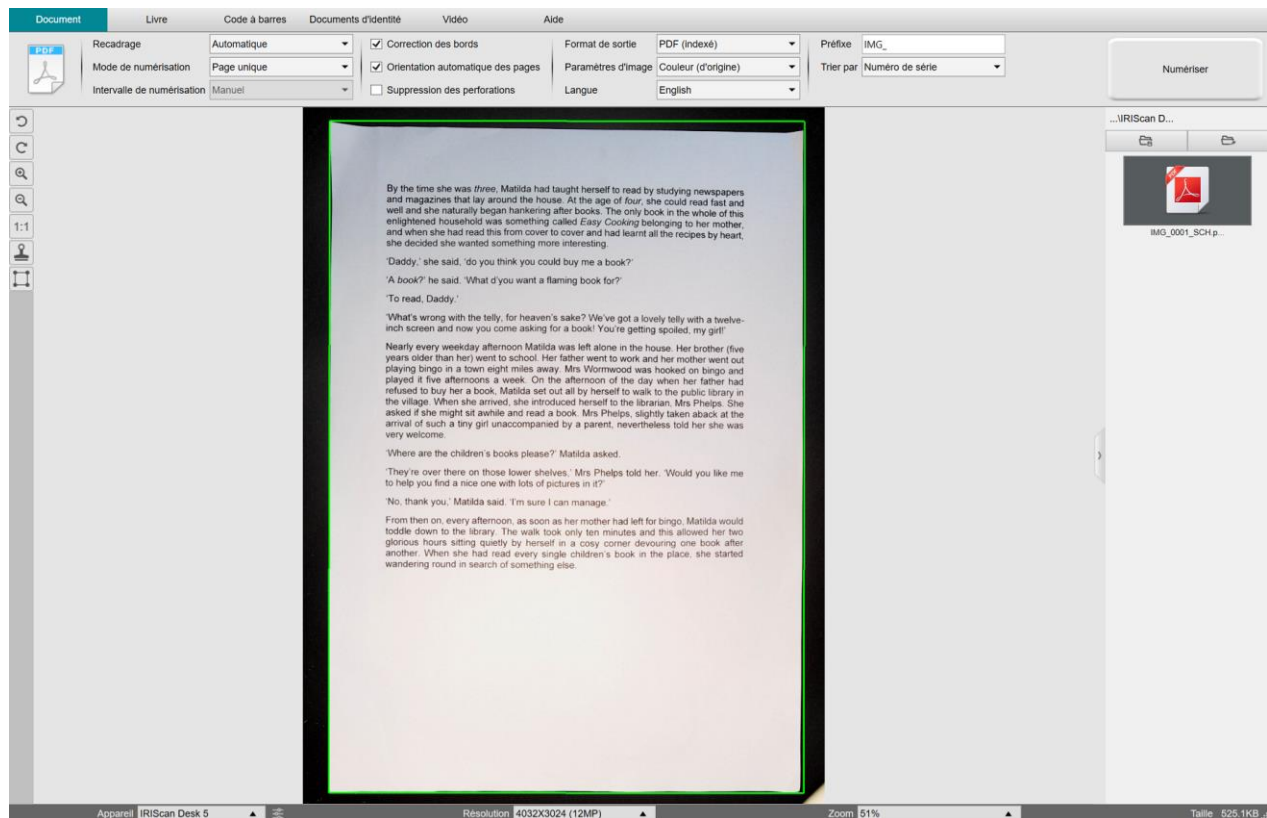 Document Livre Code à barres Documents d'identité Vidéo Aide
PDF
Recadrage Automatique
Mode de numérisation Page unique
Intervalle de numérisation Manuel
Correction des bords
Orientation automatique des pages
Suppression des perforations
Format de sortie PDF (indexé)
Paramètres d'image Couleur (d'origine)
Langue English
Préfixe IMG_
Trier par Numéro de série
Numériser
1:1
By the time she was three, Matilda had taught herself to read by studying newspapers
and magazines that lay around the house. At the age of four, she could read fast and
well and she naturally began hankering after books. The only book in the whole of this
enlightened household was something called Easy Cooking belonging to her mother,
and when she had read this from cover to cover and had learnt all the recipes by heart,
she decided she wanted something more interesting.
'Daddy,' she said, 'do you think you could buy me a book?'
'A book?' he said. 'What d'you want a flaming book for?'
'To read, Daddy.'
'What's wrong with the telly, for heaven's sake? We've got a lovely telly with a twelve-
inch screen and now you come asking for a book! You're getting spoiled, my girl!'
Nearly every weekday afternoon Matilda was left alone in the house. Her brother (five
years older than her) went to school. Her father went to work and her mother went out
playing bingo in a town eight miles away. Mrs Wormwood was hooked on bingo and
played it five afternoons a week. On the afternoon of the day when her father had
refused to buy her a book, Matilda set out all by herself to walk to the public library in
the village. When she arrived, she introduced herself to the librarian, Mrs Phelps. She
asked if she might sit awhile and read a book. Mrs Phelps, slightly taken aback at the
arrival of such a tiny girl unaccompanied by a parent, nevertheless told her she was
very welcome.
'Where are the children's books please?' Matilda asked.
'They're over there on those lower shelves,' Mrs Phelps told her. 'Would you like me
to help you find a nice one with lots of pictures in it?'
'No, thank you,' Matilda said. 'I'm sure I can manage.'
From then on, every afternoon, as soon as her mother had left for bingo, Matilda would
toddle down to the library. The walk took only ten minutes and this allowed her two
glorious hours sitting quietly by herself in a cosy corner devouring one book after
another. When she had read every single children's book in the place, she started
wandering round in search of something else.
...\IRIScan D...
PDF
IMG_0001_SCH.p...
Appareil IRIScan Desk 5 Résolution 4032X3024 (12MP) Zoom 51% Taille 525.1KB